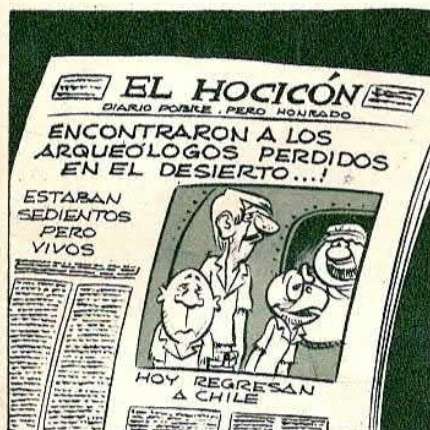 EL HOCICÓN
DIARIO POBRE, PERO HONRADO
ENCONTRARON A LOS
ARQUEÓLOGOS PERDIDOS
EN EL DESIERTO...!
ESTABAN
SEDIENTOS
PERO
VIVOS
HOY REGRESAN
A CHILE